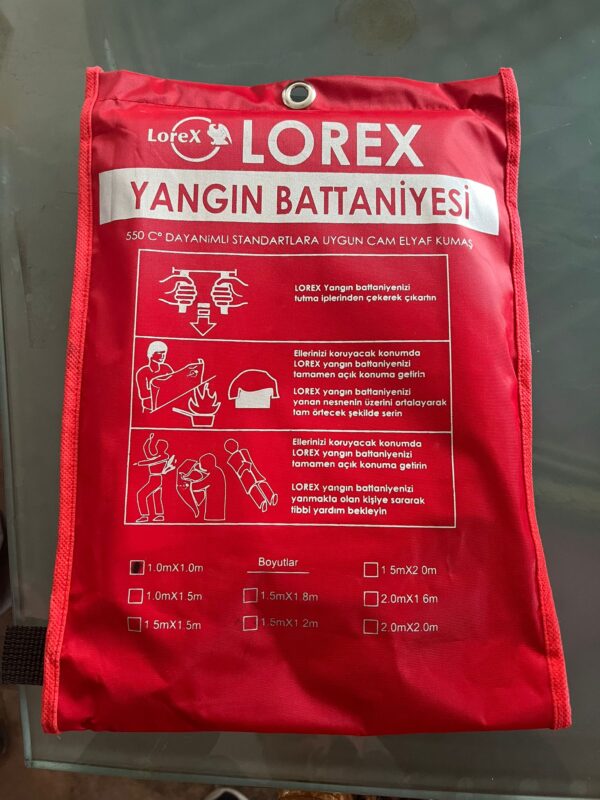 LoreX LOREX
YANGIN BATTANİYESİ
550 C° DAYANIMLI STANDARTLARA UYGUN CAM ELYAF KUMAŞ
LOREX Yangın battaniyenizi
tutma iplerinden çekerek çıkartın
Ellerinizi koruyacak konumda
LOREX yangın battaniyenizi
tamamen açık konuma getirin
LOREX yangın battaniyenizi
yanan nesnenin üzerini ortalayarak
tam örtecek şekilde serin
Ellerinizi koruyacak konumda
LOREX yangın battaniyenizi
tamamen açık konuma getirin
LOREX yangın battaniyenizi
yanmakta olan kişiye sararak
tıbbi yardım bekleyin
Boyutlar
1.0mX1.0m
1.0mX1.5m
1 5mX1.5m
1.5mX1.8m
1.5mX1 2m
1 5mX2 0m
2.0mX1 6m
2.0mX2.0m